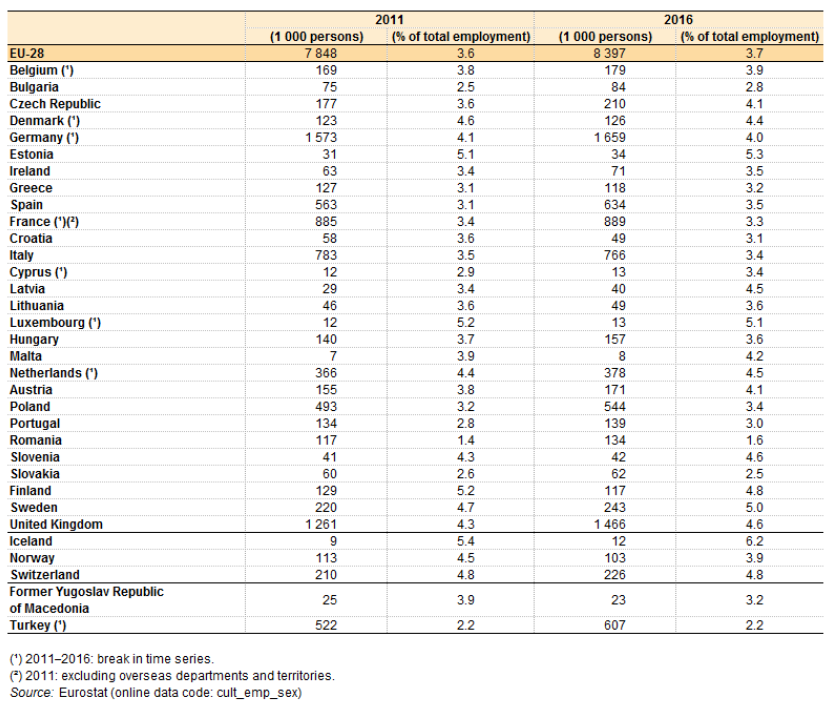 2011 2016
(1 000 persons) (% of total employment) (1 000 persons) (% of total employment)
EU-28 7 848 3.6 8 397 3.7
Belgium (¹) 169 3.8 179 3.9
Bulgaria 75 2.5 84 2.8
Czech Republic 177 3.6 210 4.1
Denmark (¹) 123 4.6 126 4.4
Germany (¹) 1 573 4.1 1 659 4.0
Estonia 31 5.1 34 5.3
Ireland 63 3.4 71 3.5
Greece 127 3.1 118 3.2
Spain 563 3.1 634 3.5
France (¹)(²) 885 3.4 889 3.3
Croatia 58 3.6 49 3.1
Italy 783 3.5 766 3.4
Cyprus (¹) 12 2.9 13 3.4
Latvia 29 3.4 40 4.5
Lithuania 46 3.6 49 3.6
Luxembourg (¹) 12 5.2 13 5.1
Hungary 140 3.7 157 3.6
Malta 7 3.9 8 4.2
Netherlands (¹) 366 4.4 378 4.5
Austria 155 3.8 171 4.1
Poland 493 3.2 544 3.4
Portugal 134 2.8 139 3.0
Romania 117 1.4 134 1.6
Slovenia 41 4.3 42 4.6
Slovakia 60 2.6 62 2.5
Finland 129 5.2 117 4.8
Sweden 220 4.7 243 5.0
United Kingdom 1 261 4.3 1 466 4.6
Iceland 9 5.4 12 6.2
Norway 113 4.5 103 3.9
Switzerland 210 4.8 226 4.8
Former Yugoslav Republic
of Macedonia 25 3.9 23 3.2
Turkey (¹) 522 2.2 607 2.2
(¹) 2011–2016: break in time series.
(²) 2011: excluding overseas departments and territories.
Source: Eurostat (online data code: cult_emp_sex)